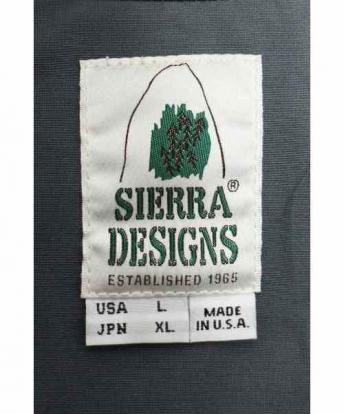 SIERRA®
DESIGNS
ESTABLISHED 1965
USA L
JPN XL
MADE
IN U.S.A.